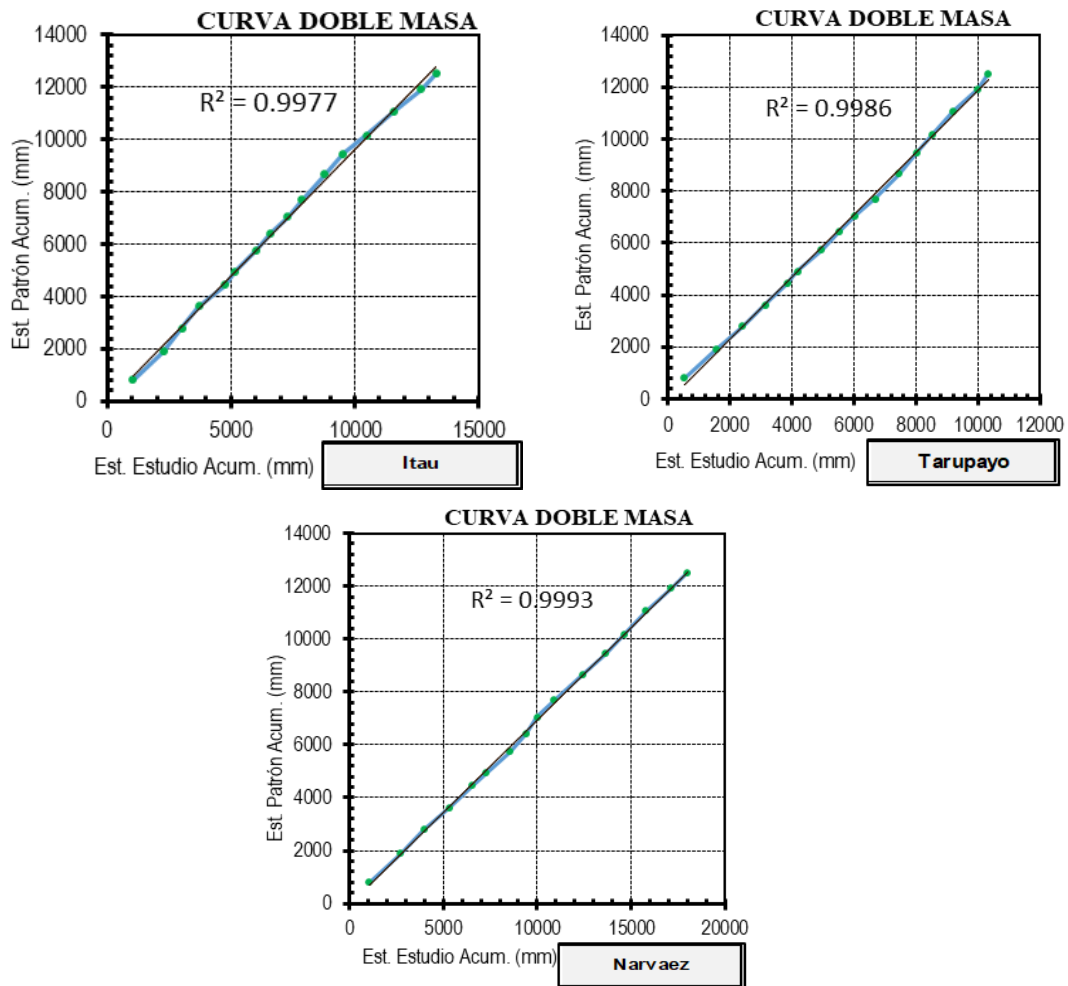 CURVA DOBLE MASA
14000
12000
10000
8000
6000
4000
2000
0
R² = 0.9977
Est. Patrón Acum. (mm)
0 5000 10000 15000
Est. Estudio Acum. (mm)
Itau
CURVA DOBLE MASA
14000
12000
10000
8000
6000
4000
2000
0
R² = 0.9986
Est. Patrón Acum. (mm)
0 2000 4000 6000 8000 10000 12000
Est. Estudio Acum. (mm)
Tarupayo
CURVA DOBLE MASA
14000
12000
10000
8000
6000
4000
2000
0
R² = 0.9993
Est. Patrón Acum. (mm)
0 5000 10000 15000 20000
Est. Estudio Acum. (mm)
Narvaez